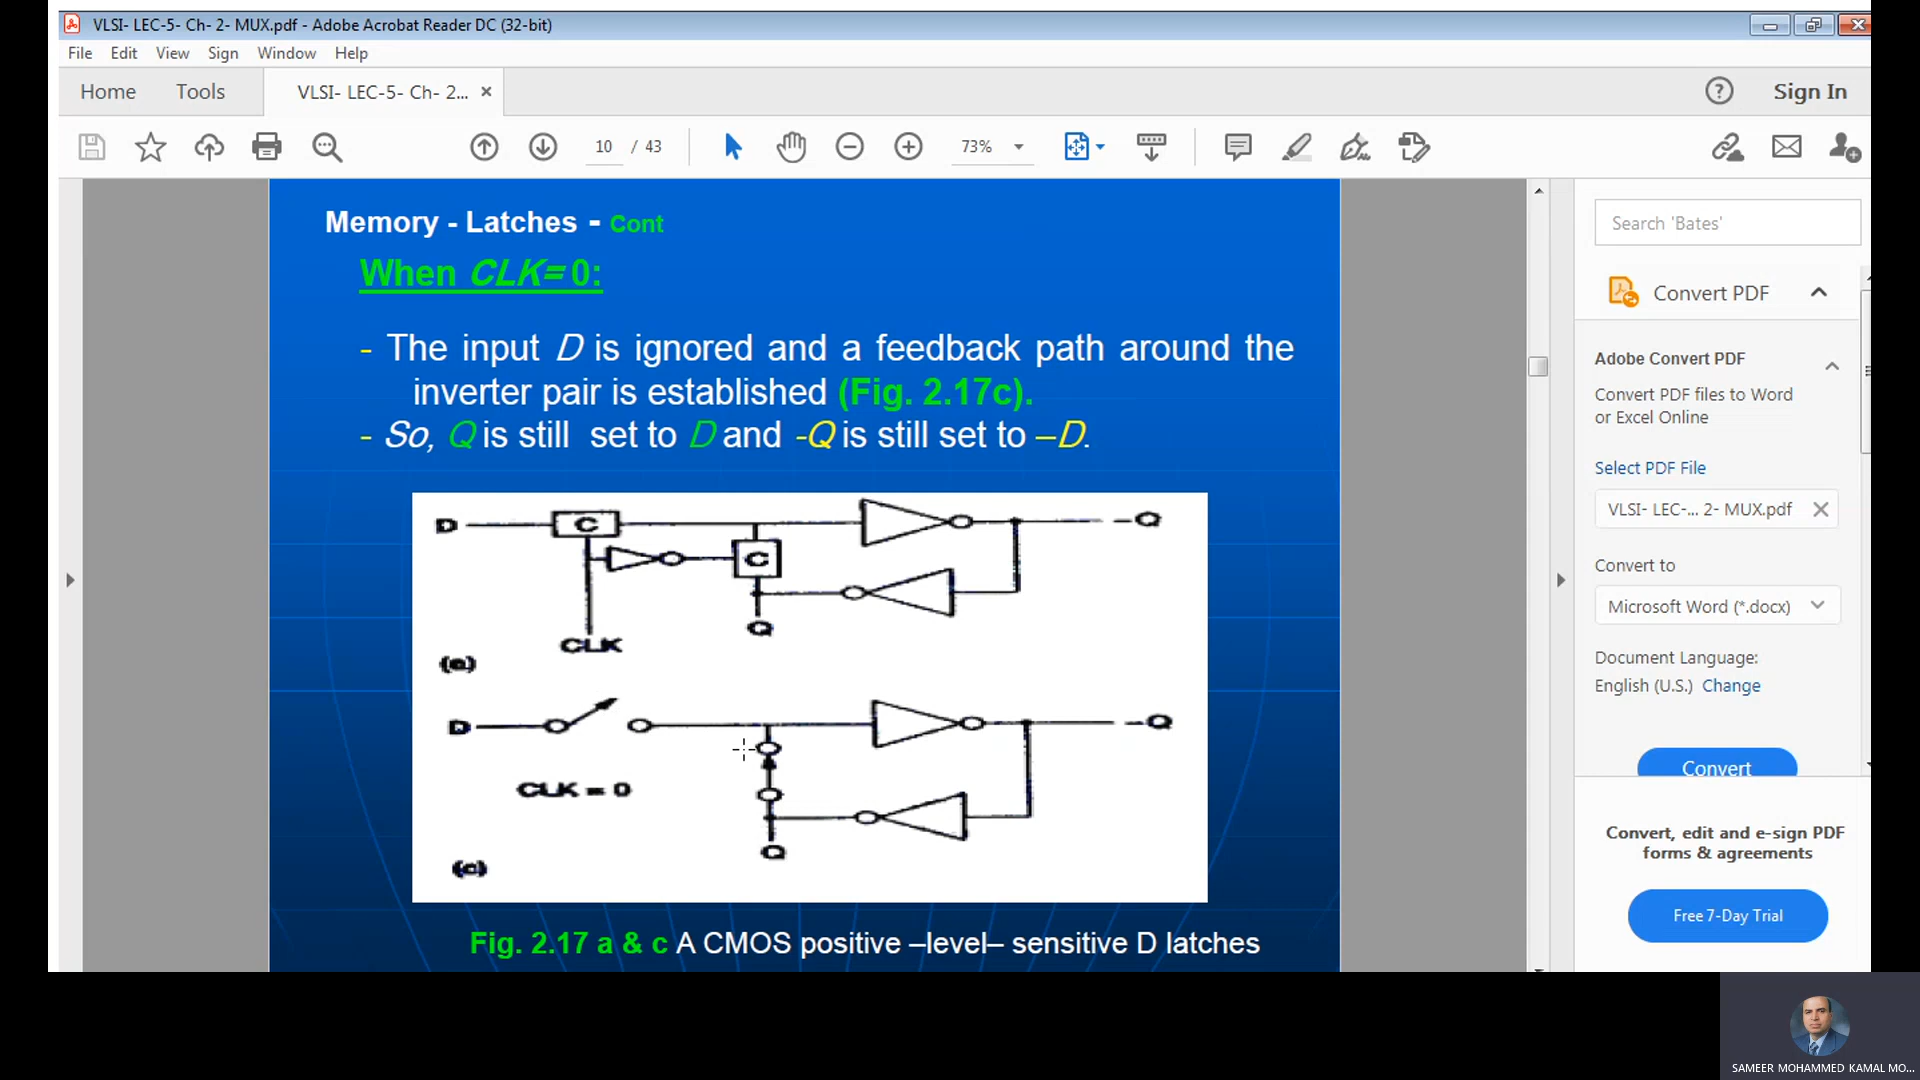 VLSI- LEC-5- Ch- 2- MUX.pdf - Adobe Acrobat Reader DC (32-bit)
File Edit View Sign Window Help
Home Tools VLSI- LEC-5- Ch- 2... Sign In
10 / 43 73%
Memory - Latches - Cont
When CLK= 0:
- The input D is ignored and a feedback path around the
inverter pair is established (Fig. 2.17c).
- So, Q is still set to D and -Q is still set to –D.
D C –Q
C
Q
CLK
(a)
D –Q
CLK = 0
Q
(c)
Fig. 2.17 a & c A CMOS positive –level– sensitive D latches
Search 'Bates'
Convert PDF
Adobe Convert PDF
Convert PDF files to Word
or Excel Online
Select PDF File
VLSI- LEC-... 2- MUX.pdf
Convert to
Microsoft Word (*.docx)
Document Language:
English (U.S.) Change
Convert
Convert, edit and e-sign PDF
forms & agreements
Free 7-Day Trial
SAMEER MOHAMMED KAMAL MO...